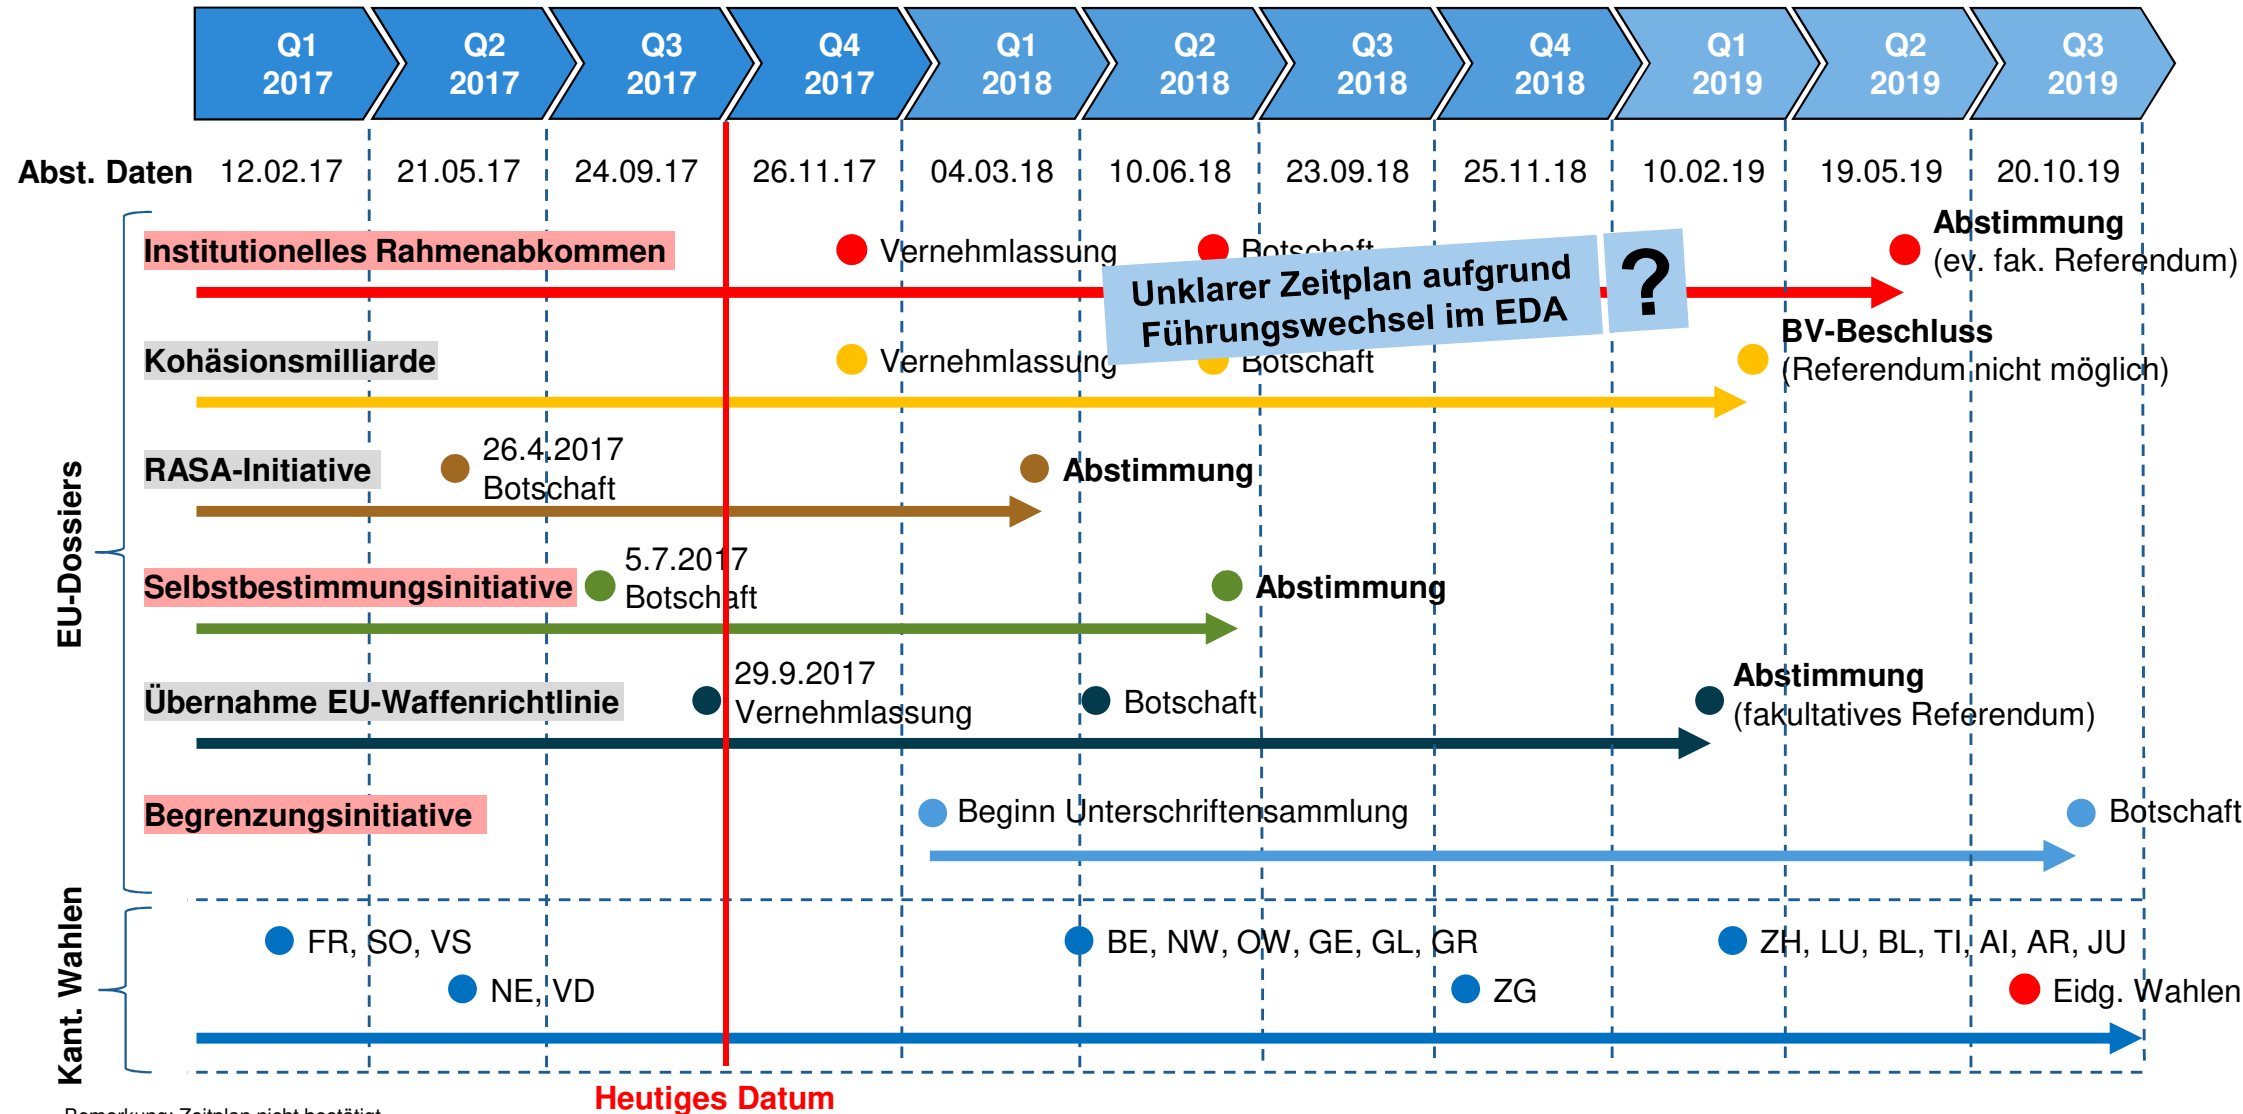 Q1 Q2 Q3 Q4 Q1 Q2 Q3 Q4 Q1 Q2 Q3
2017 2017 2017 2017 2018 2018 2018 2018 2019 2019 2019
Abst. Daten 12.02.17 21.05.17 24.09.17 26.11.17 04.03.18 10.06.18 23.09.18 25.11.18 10.02.19 19.05.19 20.10.19
EU-Dossiers
Institutionelles Rahmenabkommen
Vernehmlassung
Botschaft
Abstimmung
(ev. fak. Referendum)
Unklarer Zeitplan aufgrund
Führungswechsel im EDA
?
Kohäsionsmilliarde
Vernehmlassung
Botschaft
BV-Beschluss
(Referendum nicht möglich)
RASA-Initiative
26.4.2017
Botschaft
Abstimmung
Selbstbestimmungsinitiative
5.7.2017
Botschaft
Abstimmung
Übernahme EU-Waffenrichtlinie
29.9.2017
Vernehmlassung
Botschaft
Abstimmung
(fakultatives Referendum)
Begrenzungsinitiative
Beginn Unterschriftensammlung
Botschaft
Kant. Wahlen
FR, SO, VS
BE, NW, OW, GE, GL, GR
ZH, LU, BL, TI, AI, AR, JU
NE, VD
ZG
Eidg. Wahlen
Heutiges Datum
Bemerkung: Zeitplan nicht bestätigt